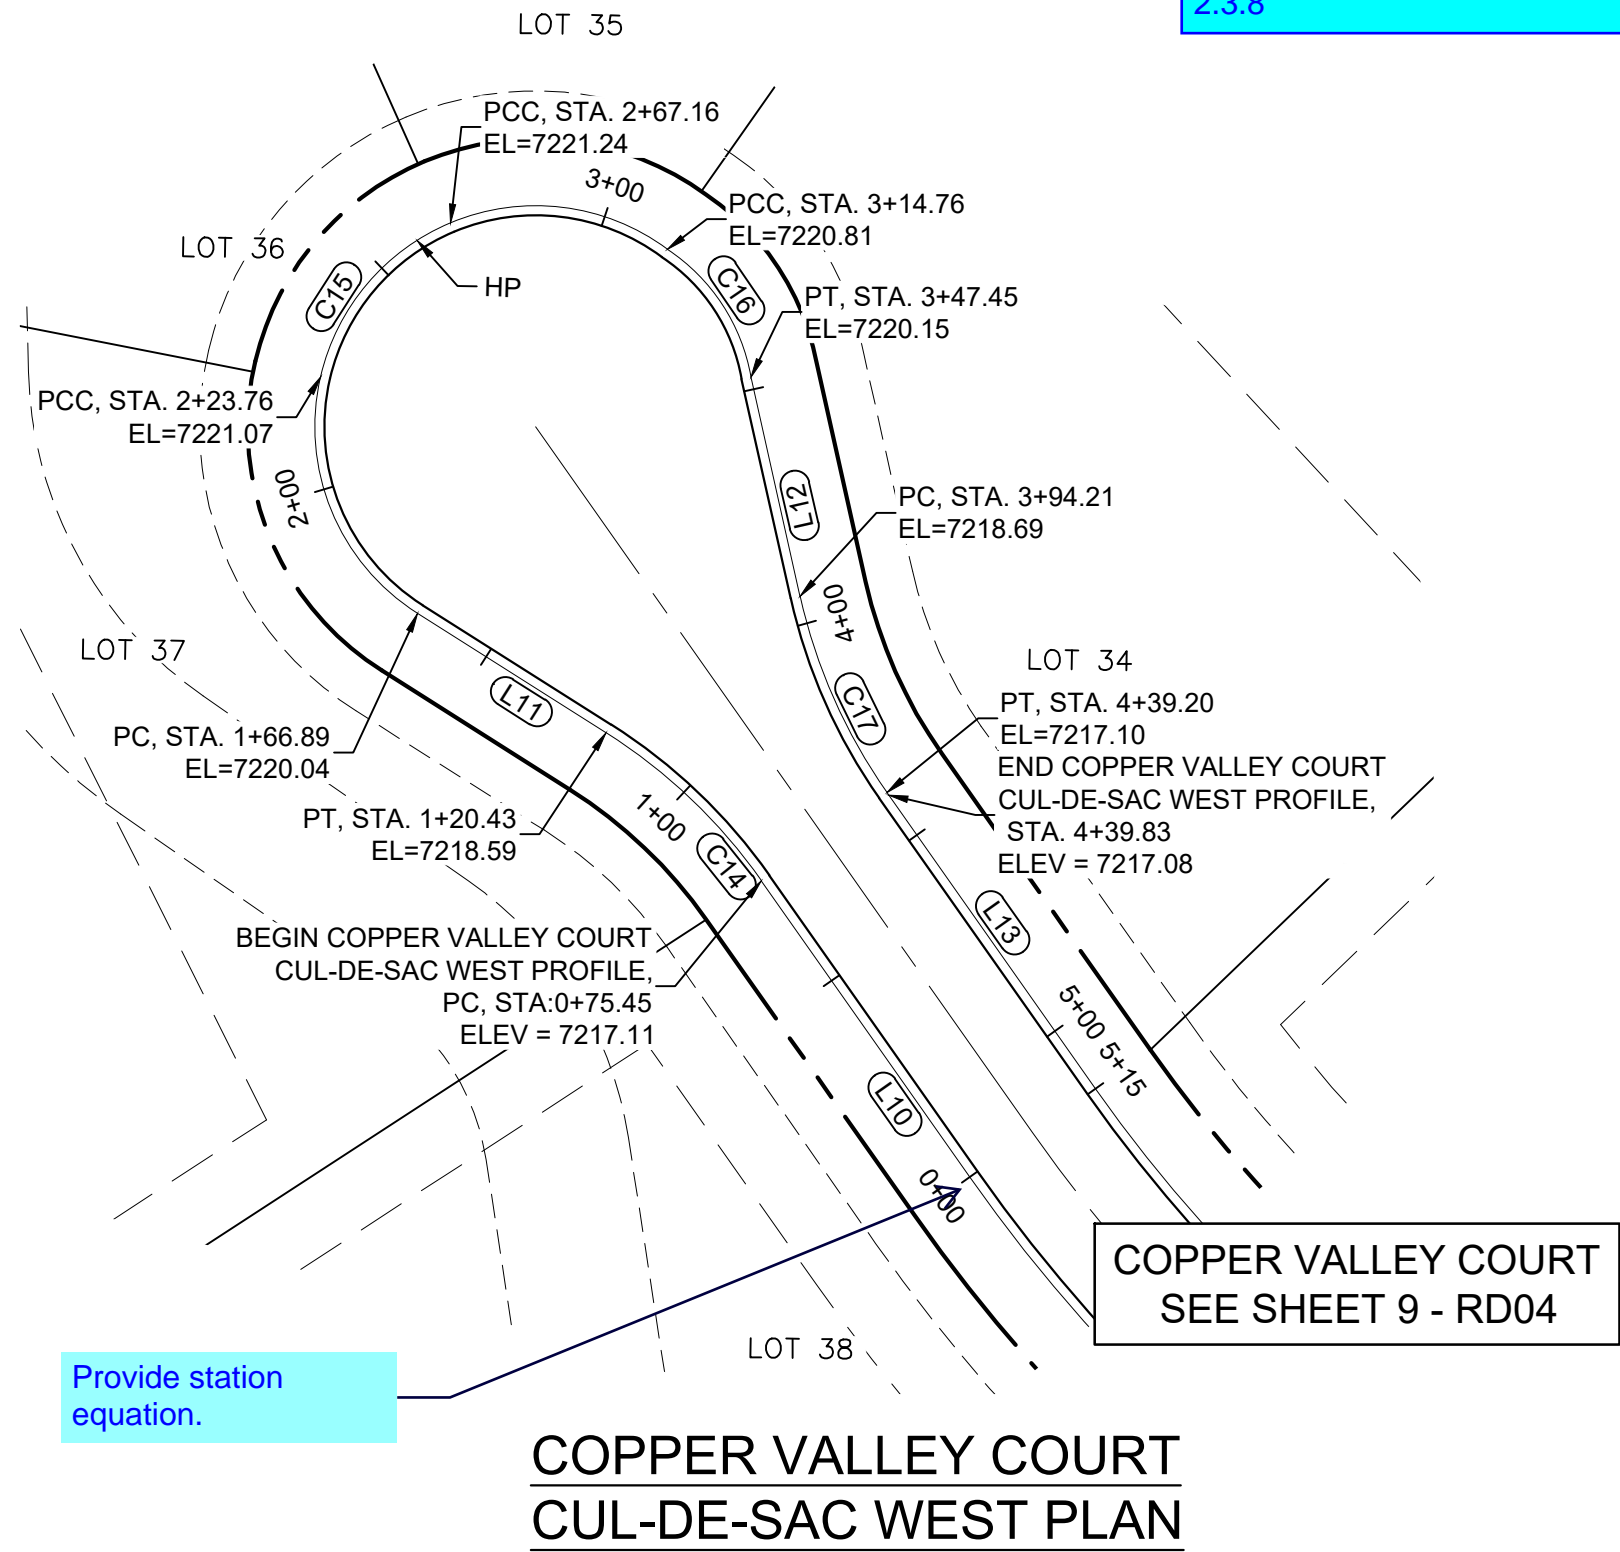 2.3.8
LOT 35
PCC, STA. 2+67.16
EL=7221.24
3+00
PCC, STA. 3+14.76
EL=7220.81
LOT 36
C15
HP
C16
PT, STA. 3+47.45
EL=7220.15
PCC, STA. 2+23.76
EL=7221.07
2+00
L12
PC, STA. 3+94.21
EL=7218.69
4+00
LOT 37
LOT 34
L11
C17
PT, STA. 4+39.20
EL=7217.10
END COPPER VALLEY COURT
CUL-DE-SAC WEST PROFILE,
STA. 4+39.83
ELEV = 7217.08
PC, STA. 1+66.89
EL=7220.04
PT, STA. 1+20.43
EL=7218.59
1+00
C14
L13
BEGIN COPPER VALLEY COURT
CUL-DE-SAC WEST PROFILE,
PC, STA:0+75.45
ELEV = 7217.11
5+00
5+15
L10
0+00
COPPER VALLEY COURT
SEE SHEET 9 - RD04
LOT 38
Provide station
equation.
COPPER VALLEY COURT
CUL-DE-SAC WEST PLAN